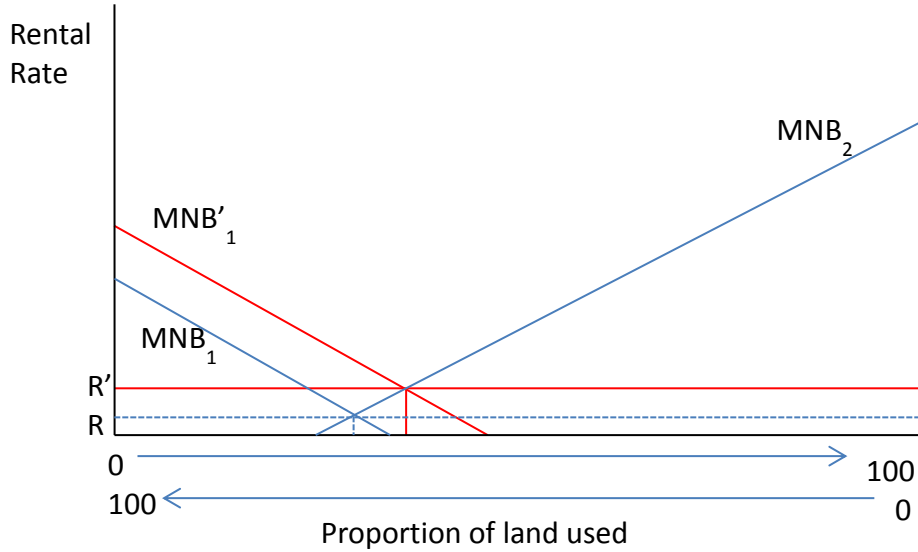 Rental
Rate
MNB₂
MNB’₁
MNB₁
R’
R
0
100
100
0
Proportion of land used